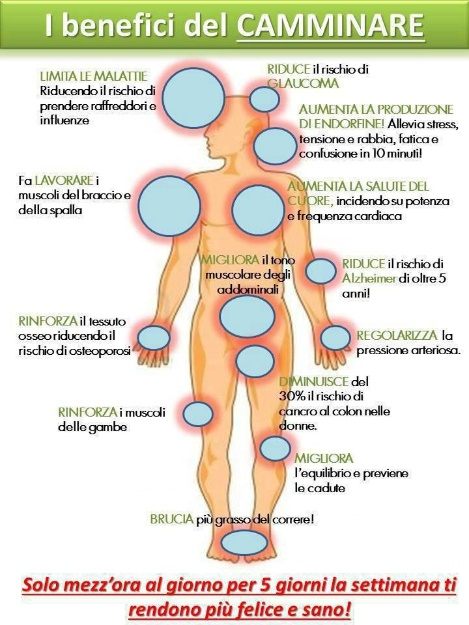 I benefici del CAMMINARE
LIMITA LE MALATTIE
Riducendo il rischio di
prendere raffreddori e
influenze
RIDUCE il rischio di
GLAUCOMA
AUMENTA LA PRODUZIONE
DI ENDORFINE! Allevia stress,
tensione e rabbia, fatica e
confusione in 10 minuti!
Fa LAVORARE i
muscoli del braccio e
della spalla
AUMENTA LA SALUTE DEL
CUORE, incidendo su potenza
e frequenza cardiaca
MIGLIORA il tono
muscolare degli
addominali
RIDUCE il rischio di
Alzheimer di oltre 5
anni!
RINFORZA il tessuto
osseo riducendo il
rischio di osteoporosi
REGOLARIZZA la
pressione arteriosa.
DIMINUISCE del
30% il rischio di
cancro al colon nelle
donne.
RINFORZA i muscoli
delle gambe
MIGLIORA
l'equilibrio e previene
le cadute
BRUCIA più grasso del correre!
Solo mezz'ora al giorno per 5 giorni la settimana ti
rendono più felice e sano!